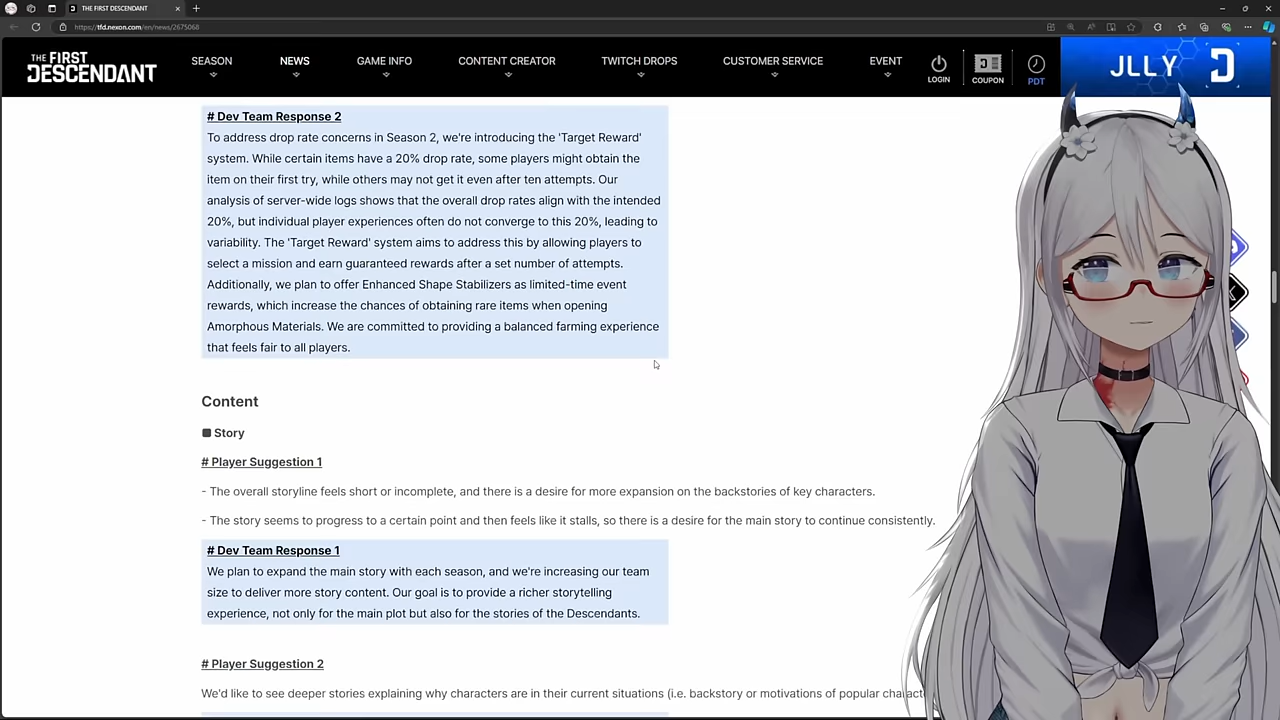 THE FIRST DESCENDANT
https://tfd.nexon.com/en/news/2675068
THE FIRST
DESCENDANT
SEASON
NEWS
GAME INFO
CONTENT CREATOR
TWITCH DROPS
CUSTOMER SERVICE
EVENT
LOGIN
COUPON
PDT
JLLY
# Dev Team Response 2
To address drop rate concerns in Season 2, we're introducing the 'Target Reward'
system. While certain items have a 20% drop rate, some players might obtain the
item on their first try, while others may not get it even after ten attempts. Our
analysis of server-wide logs shows that the overall drop rates align with the intended
20%, but individual player experiences often do not converge to this 20%, leading to
variability. The 'Target Reward' system aims to address this by allowing players to
select a mission and earn guaranteed rewards after a set number of attempts.
Additionally, we plan to offer Enhanced Shape Stabilizers as limited-time event
rewards, which increase the chances of obtaining rare items when opening
Amorphous Materials. We are committed to providing a balanced farming experience
that feels fair to all players.
Content
Story
# Player Suggestion 1
- The overall storyline feels short or incomplete, and there is a desire for more expansion on the backstories of key characters.
- The story seems to progress to a certain point and then feels like it stalls, so there is a desire for the main story to continue consistently.
# Dev Team Response 1
We plan to expand the main story with each season, and we're increasing our team
size to deliver more story content. Our goal is to provide a richer storytelling
experience, not only for the main plot but also for the stories of the Descendants.
# Player Suggestion 2
We'd like to see deeper stories explaining why characters are in their current situations (i.e. backstory or motivations of popular